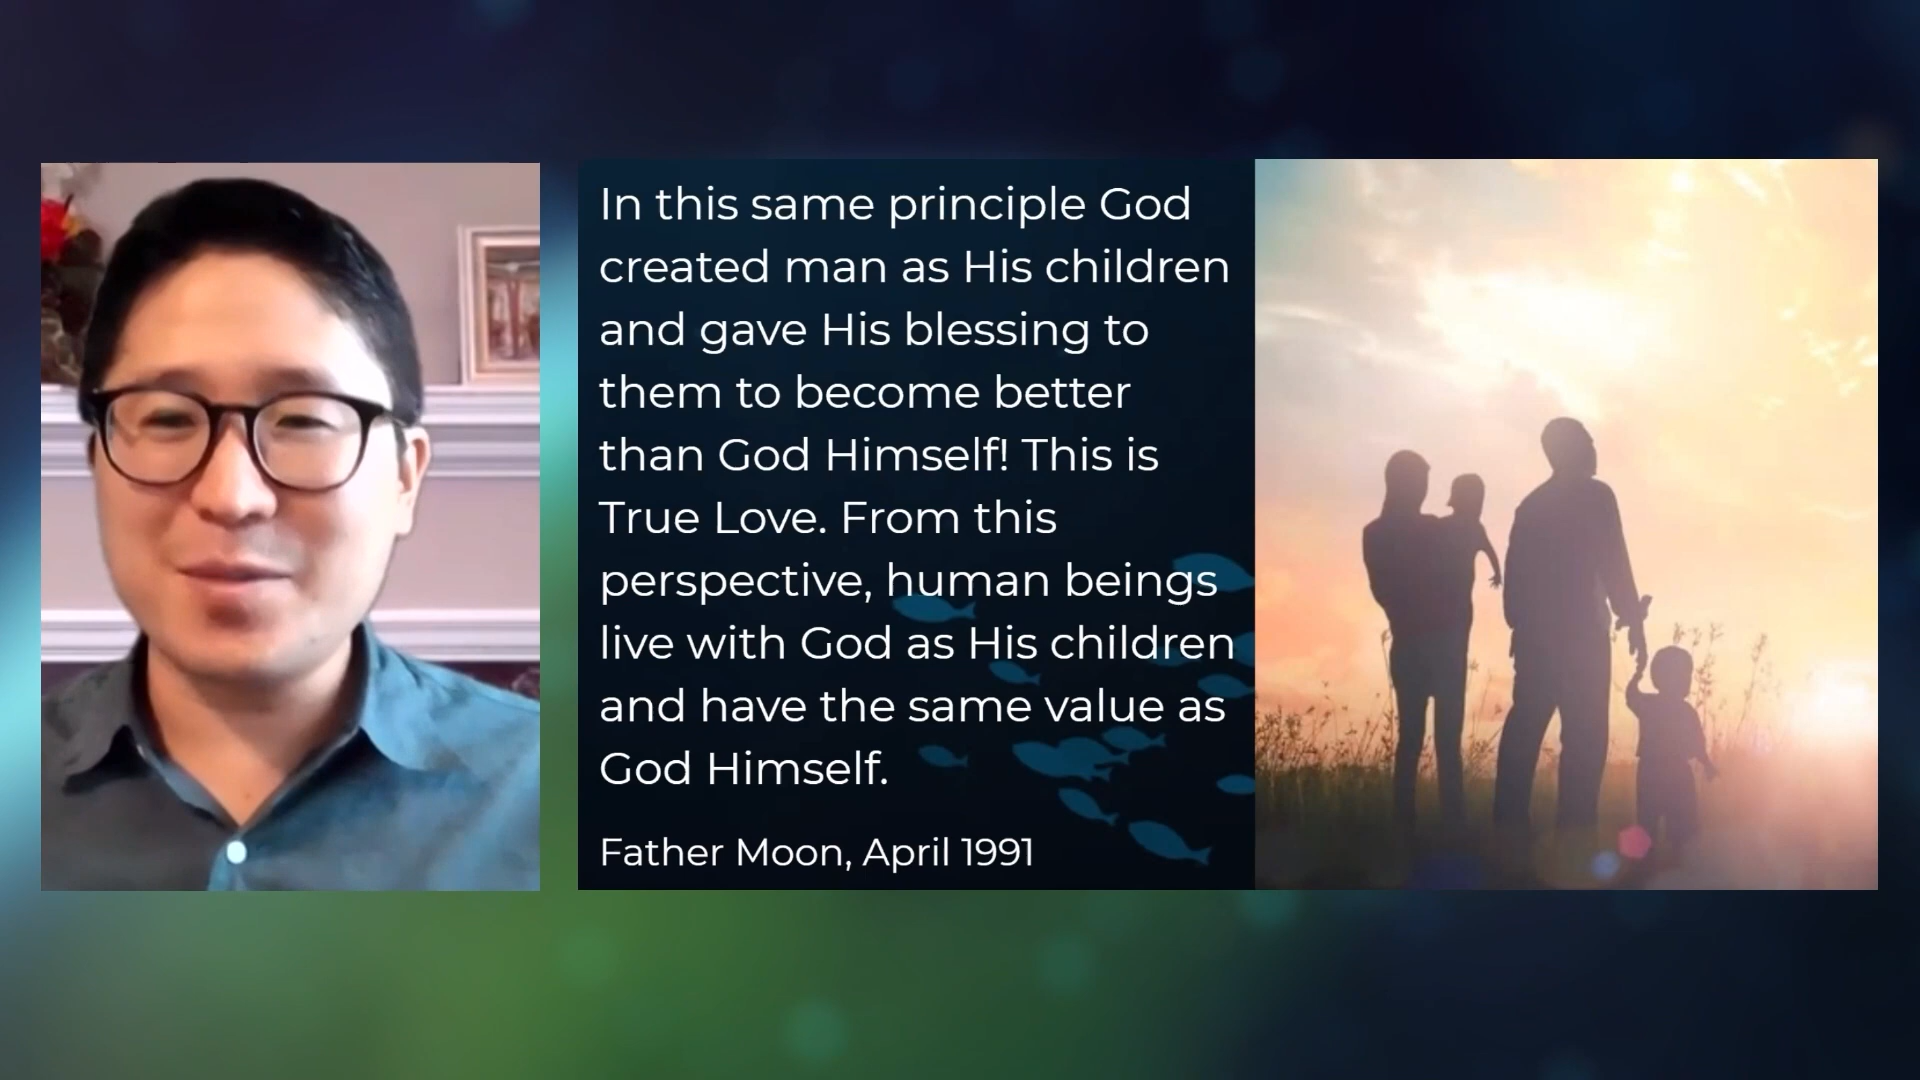 In this same principle God
created man as His children
and gave His blessing to
them to become better
than God Himself! This is
True Love. From this
perspective, human beings
live with God as His children
and have the same value as
God Himself.
Father Moon, April 1991